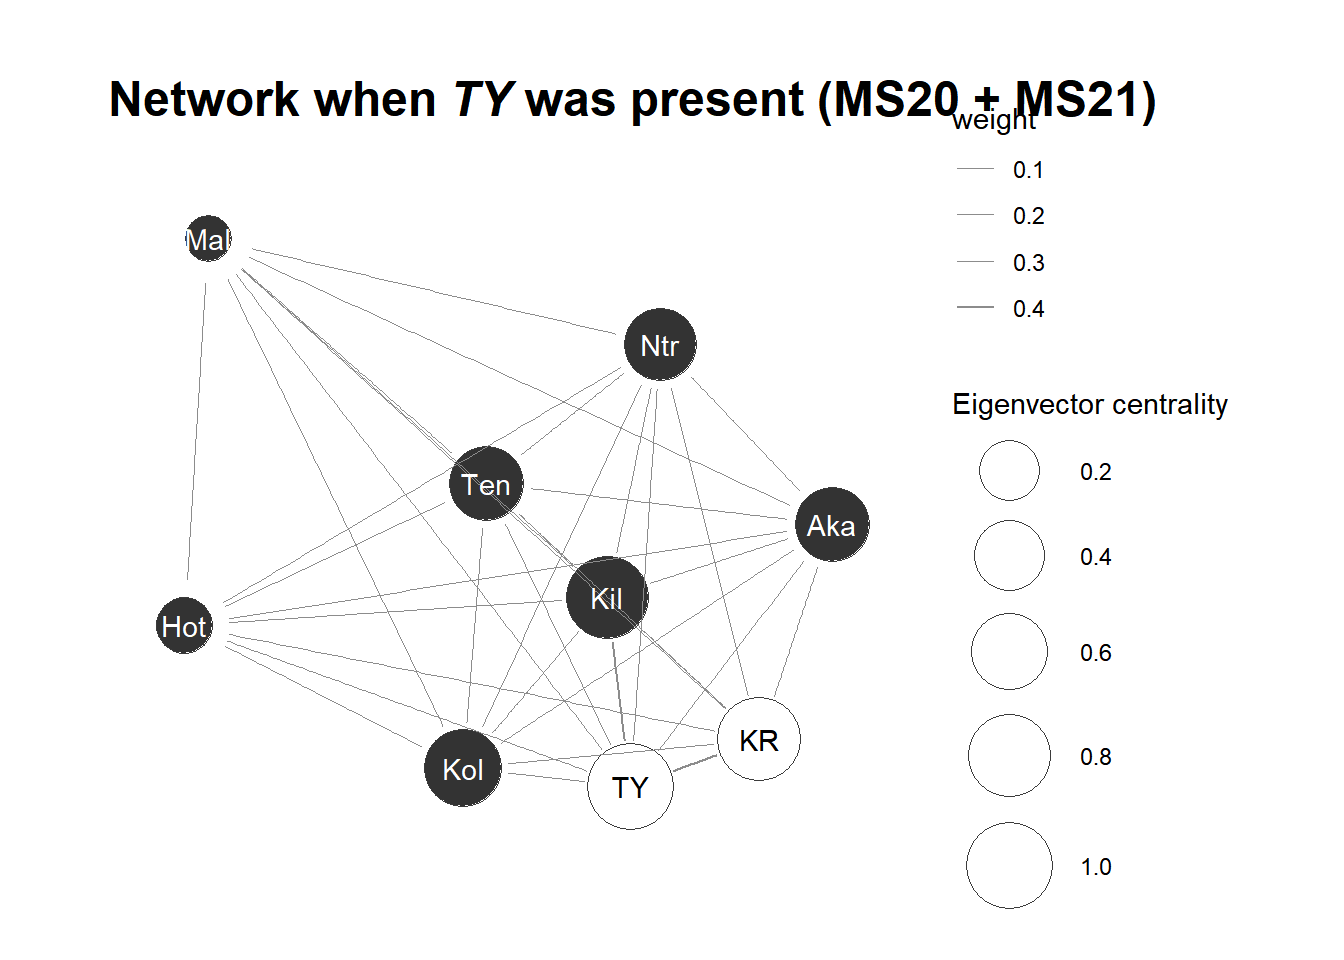 Network when TY was present (MS20 + MS21)
weight
0.1
0.2
0.3
0.4
Mal
Ntr
Ten
Aka
Kil
Hot
Kol
TY
KR
Eigenvector centrality
0.2
0.4
0.6
0.8
1.0